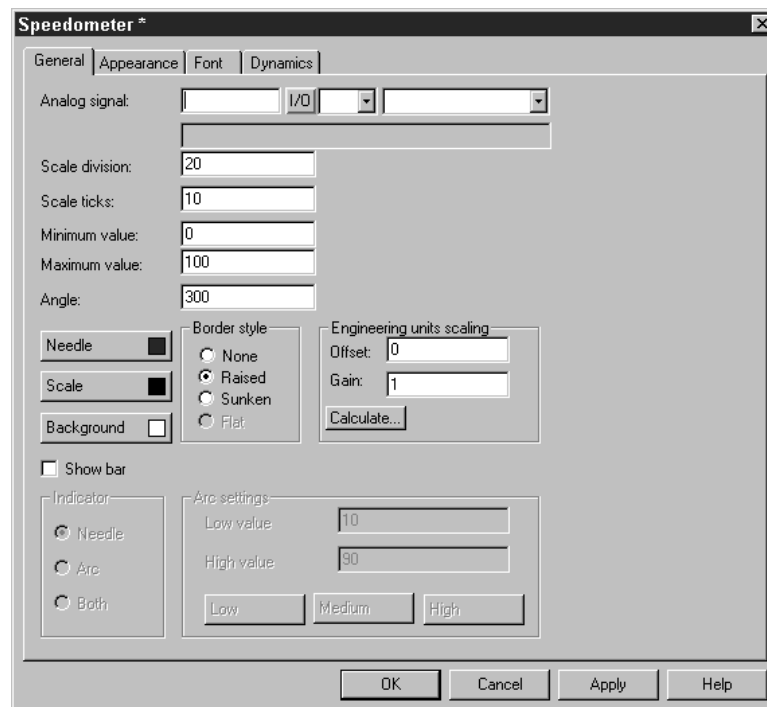 Speedometer *
General Appearance Font Dynamics
Analog signal: I/O
Scale division: 20
Scale ticks: 10
Minimum value: 0
Maximum value: 100
Angle: 300
Needle
Scale
Background
Border style
None
Raised
Sunken
Flat
Engineering units scaling
Offset: 0
Gain: 1
Calculate...
Show bar
Indicator
Needle
Arc
Both
Arc settings
Low value 10
High value 90
Low Medium High
OK Cancel Apply Help